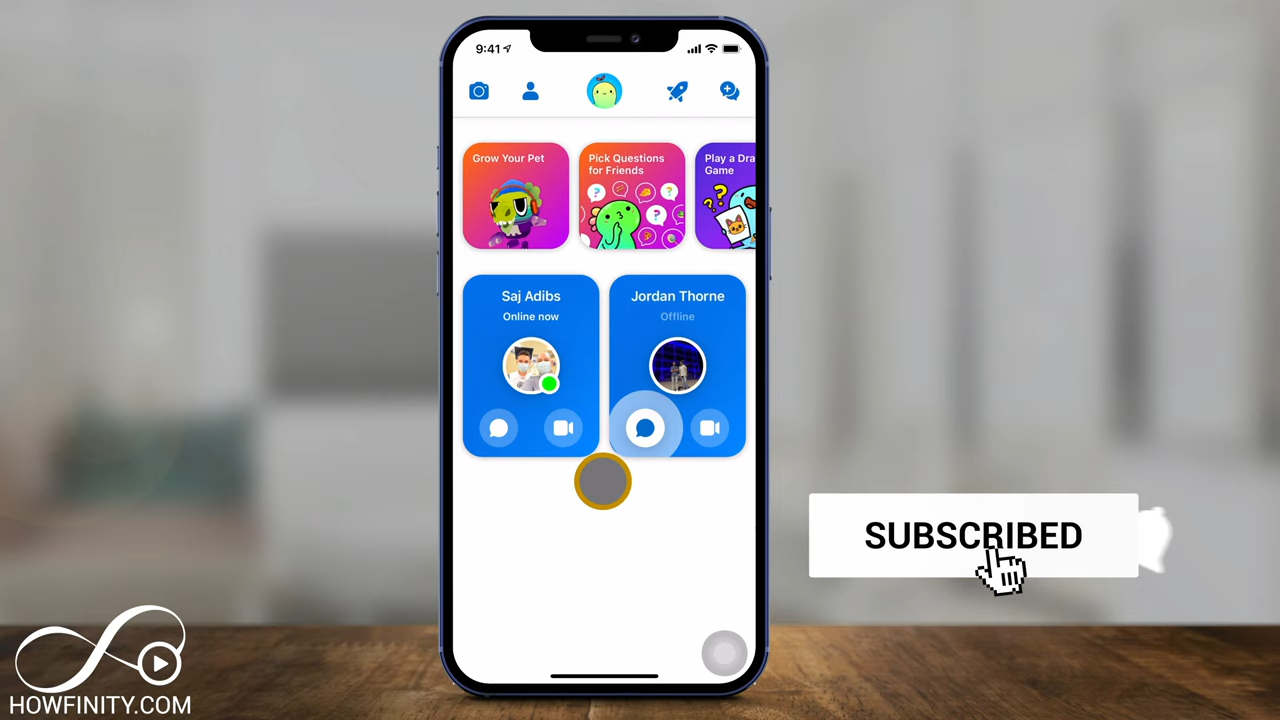 9:41
Grow Your Pet
Pick Questions
for Friends
Play a Dra
Game
Saj Adibs
Online now
Jordan Thorne
Offline
SUBSCRIBED
HOWFINITY.COM